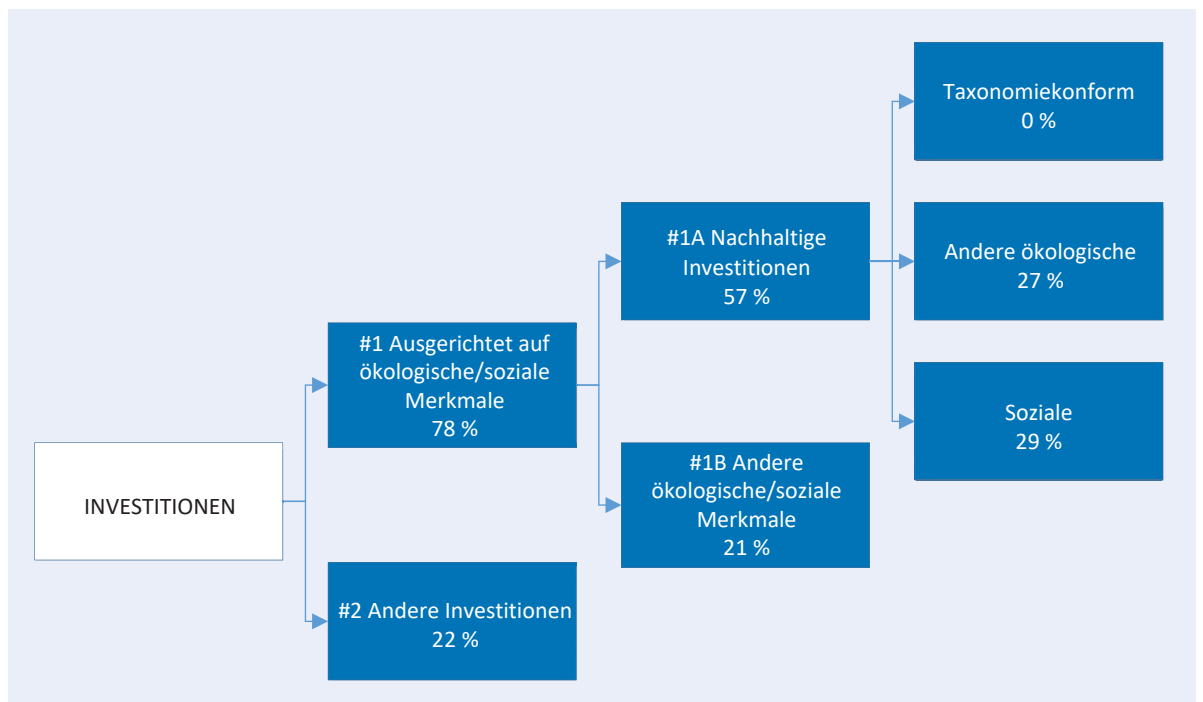 INVESTITIONEN
#1 Ausgerichtet auf
ökologische/soziale
Merkmale
78 %
#2 Andere Investitionen
22 %
#1A Nachhaltige
Investitionen
57 %
#1B Andere
ökologische/soziale
Merkmale
21 %
Taxonomiekonform
0 %
Andere ökologische
27 %
Soziale
29 %